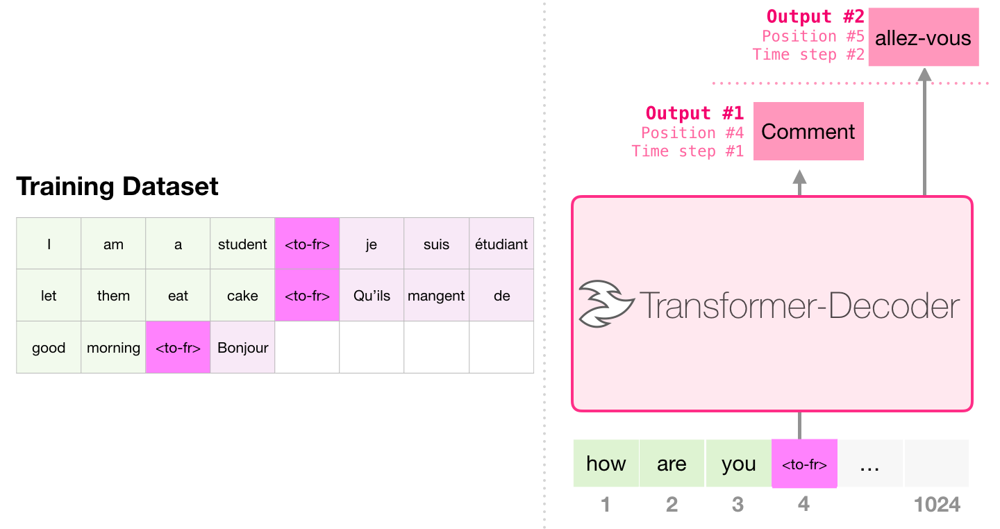 Training Dataset
I am a student <to-fr> je suis étudiant
let them eat cake <to-fr> Qu’ils mangent de
good morning <to-fr> Bonjour
Output #2
Position #5
Time step #2
allez-vous
Output #1
Position #4
Time step #1
Comment
Transformer-Decoder
how are you <to-fr> ...
1 2 3 4 1024